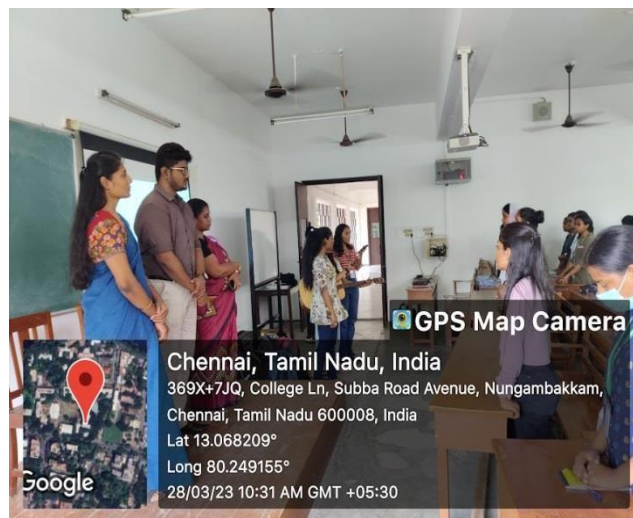 GPS Map Camera
Chennai, Tamil Nadu, India
369X+7JQ, College Ln, Subba Road Avenue, Nungambakkam,
Chennai, Tamil Nadu 600008, India
Lat 13.068209°
Long 80.249155°
28/03/23 10:31 AM GMT +05:30
Google